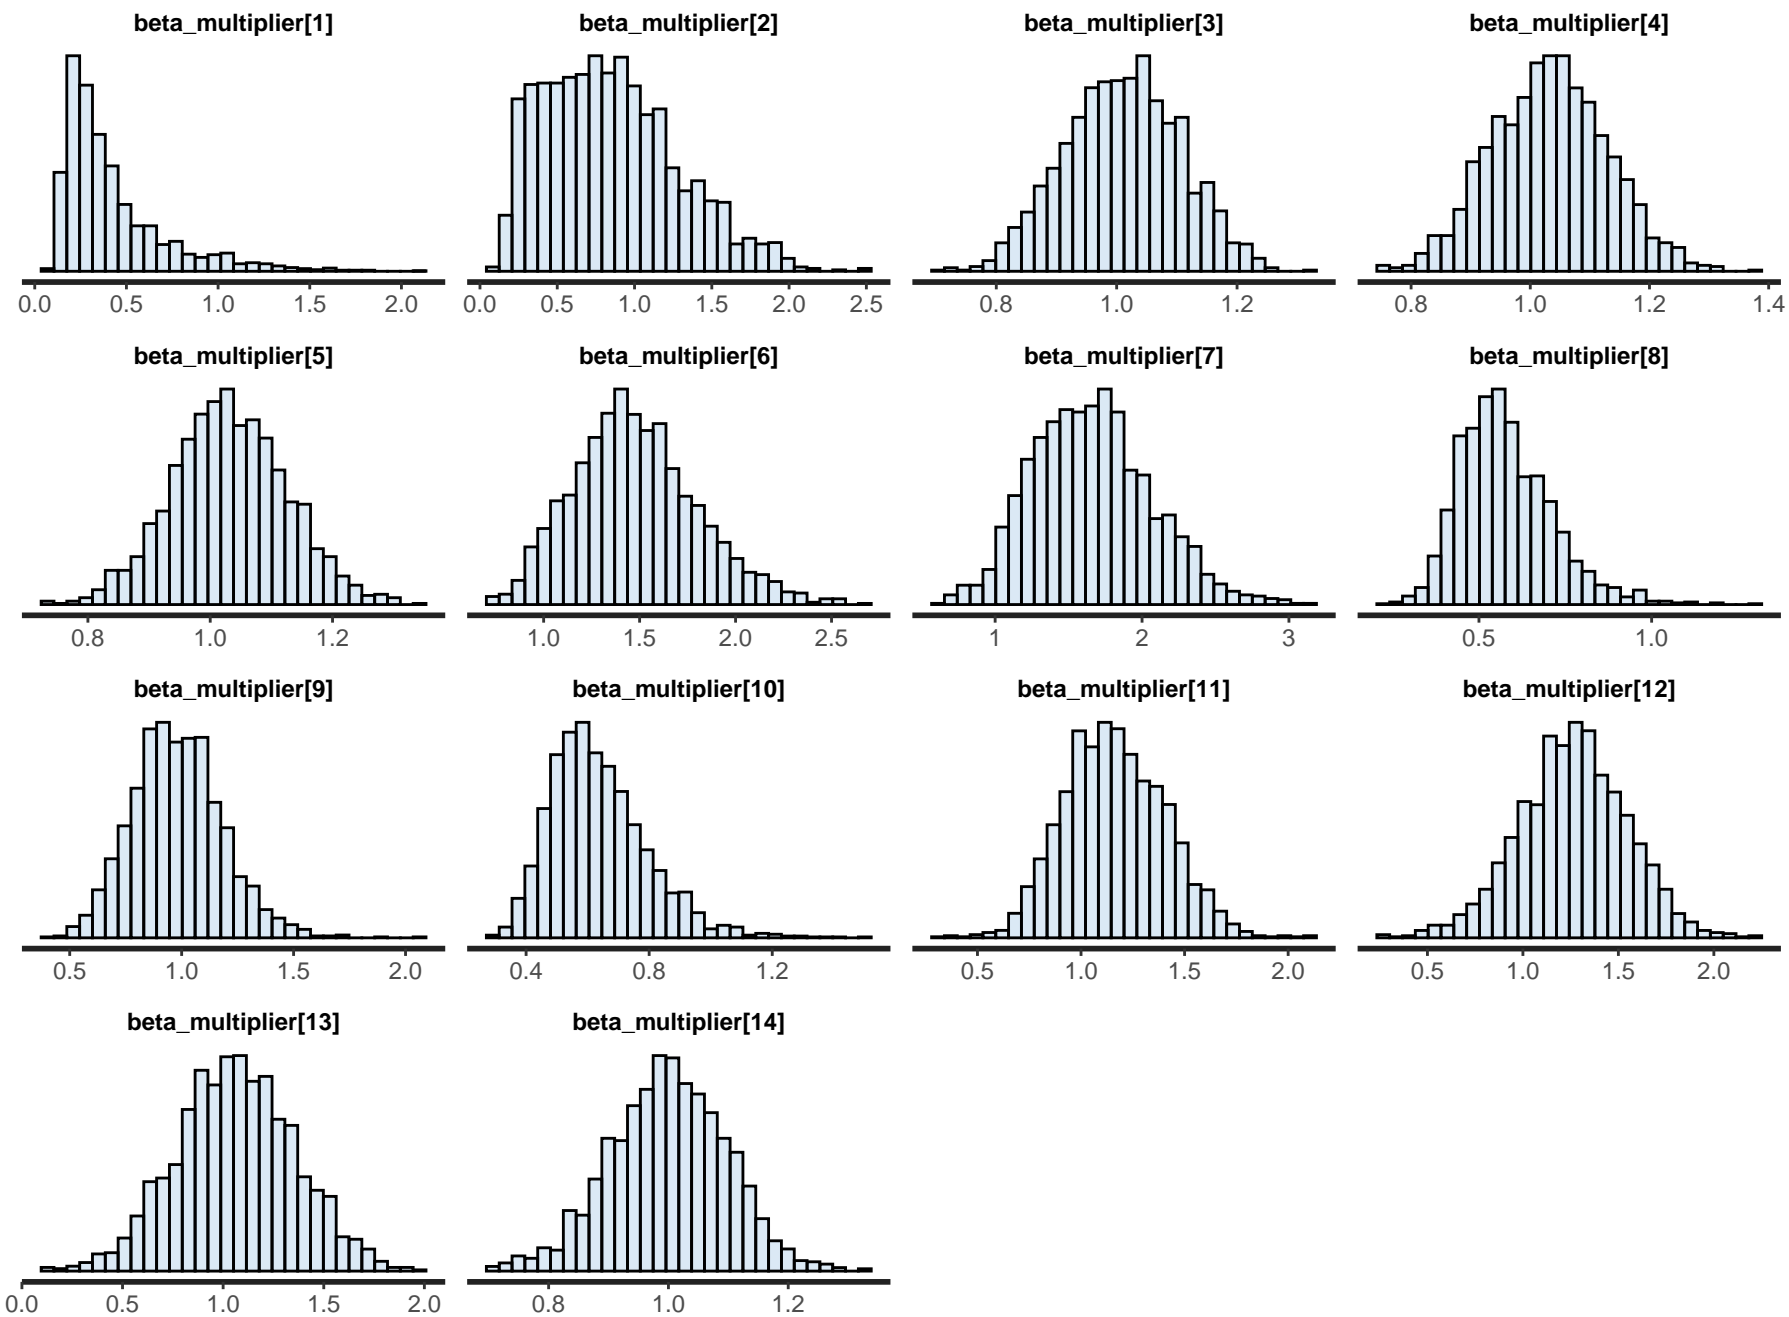 beta_multiplier[1] beta_multiplier[2] beta_multiplier[3] beta_multiplier[4]
0.0 0.5 1.0 1.5 2.0 0.0 0.5 1.0 1.5 2.0 2.5 0.8 1.0 1.2 0.8 1.0 1.2 1.4
beta_multiplier[5] beta_multiplier[6] beta_multiplier[7] beta_multiplier[8]
0.8 1.0 1.2 1.0 1.5 2.0 2.5 1 2 3 0.5 1.0
beta_multiplier[9] beta_multiplier[10] beta_multiplier[11] beta_multiplier[12]
0.5 1.0 1.5 2.0 0.4 0.8 1.2 0.5 1.0 1.5 2.0 0.5 1.0 1.5 2.0
beta_multiplier[13] beta_multiplier[14]
0.0 0.5 1.0 1.5 2.0 0.8 1.0 1.2